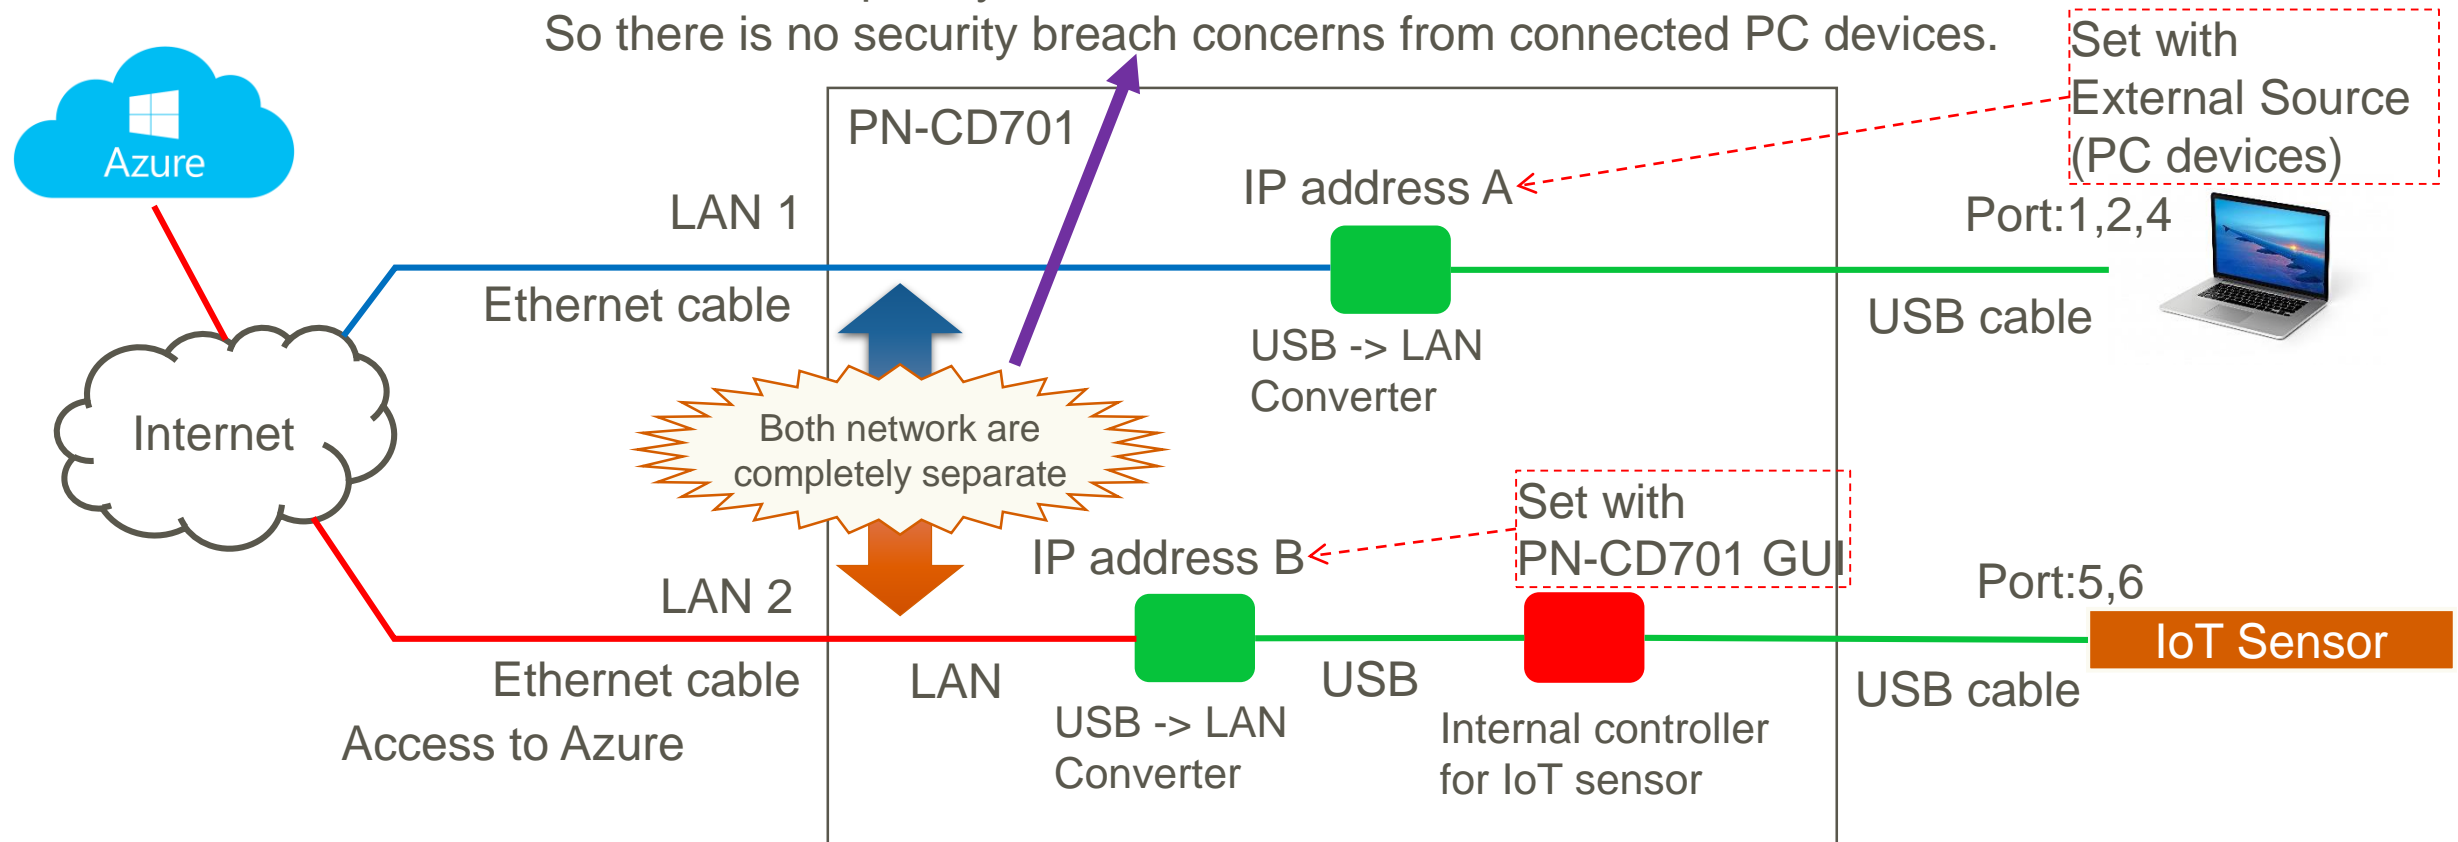 So there is no security breach concerns from connected PC devices.
Set with
External Source
(PC devices)
Azure
PN-CD701
IP address A
LAN 1
Port:1,2,4
Ethernet cable
USB cable
USB -> LAN
Converter
Internet
Both network are
completely separate
Set with
PN-CD701 GUI
IP address B
LAN 2
Port:5,6
IoT Sensor
Ethernet cable
LAN
USB
USB cable
Access to Azure
USB -> LAN
Converter
Internal controller
for IoT sensor